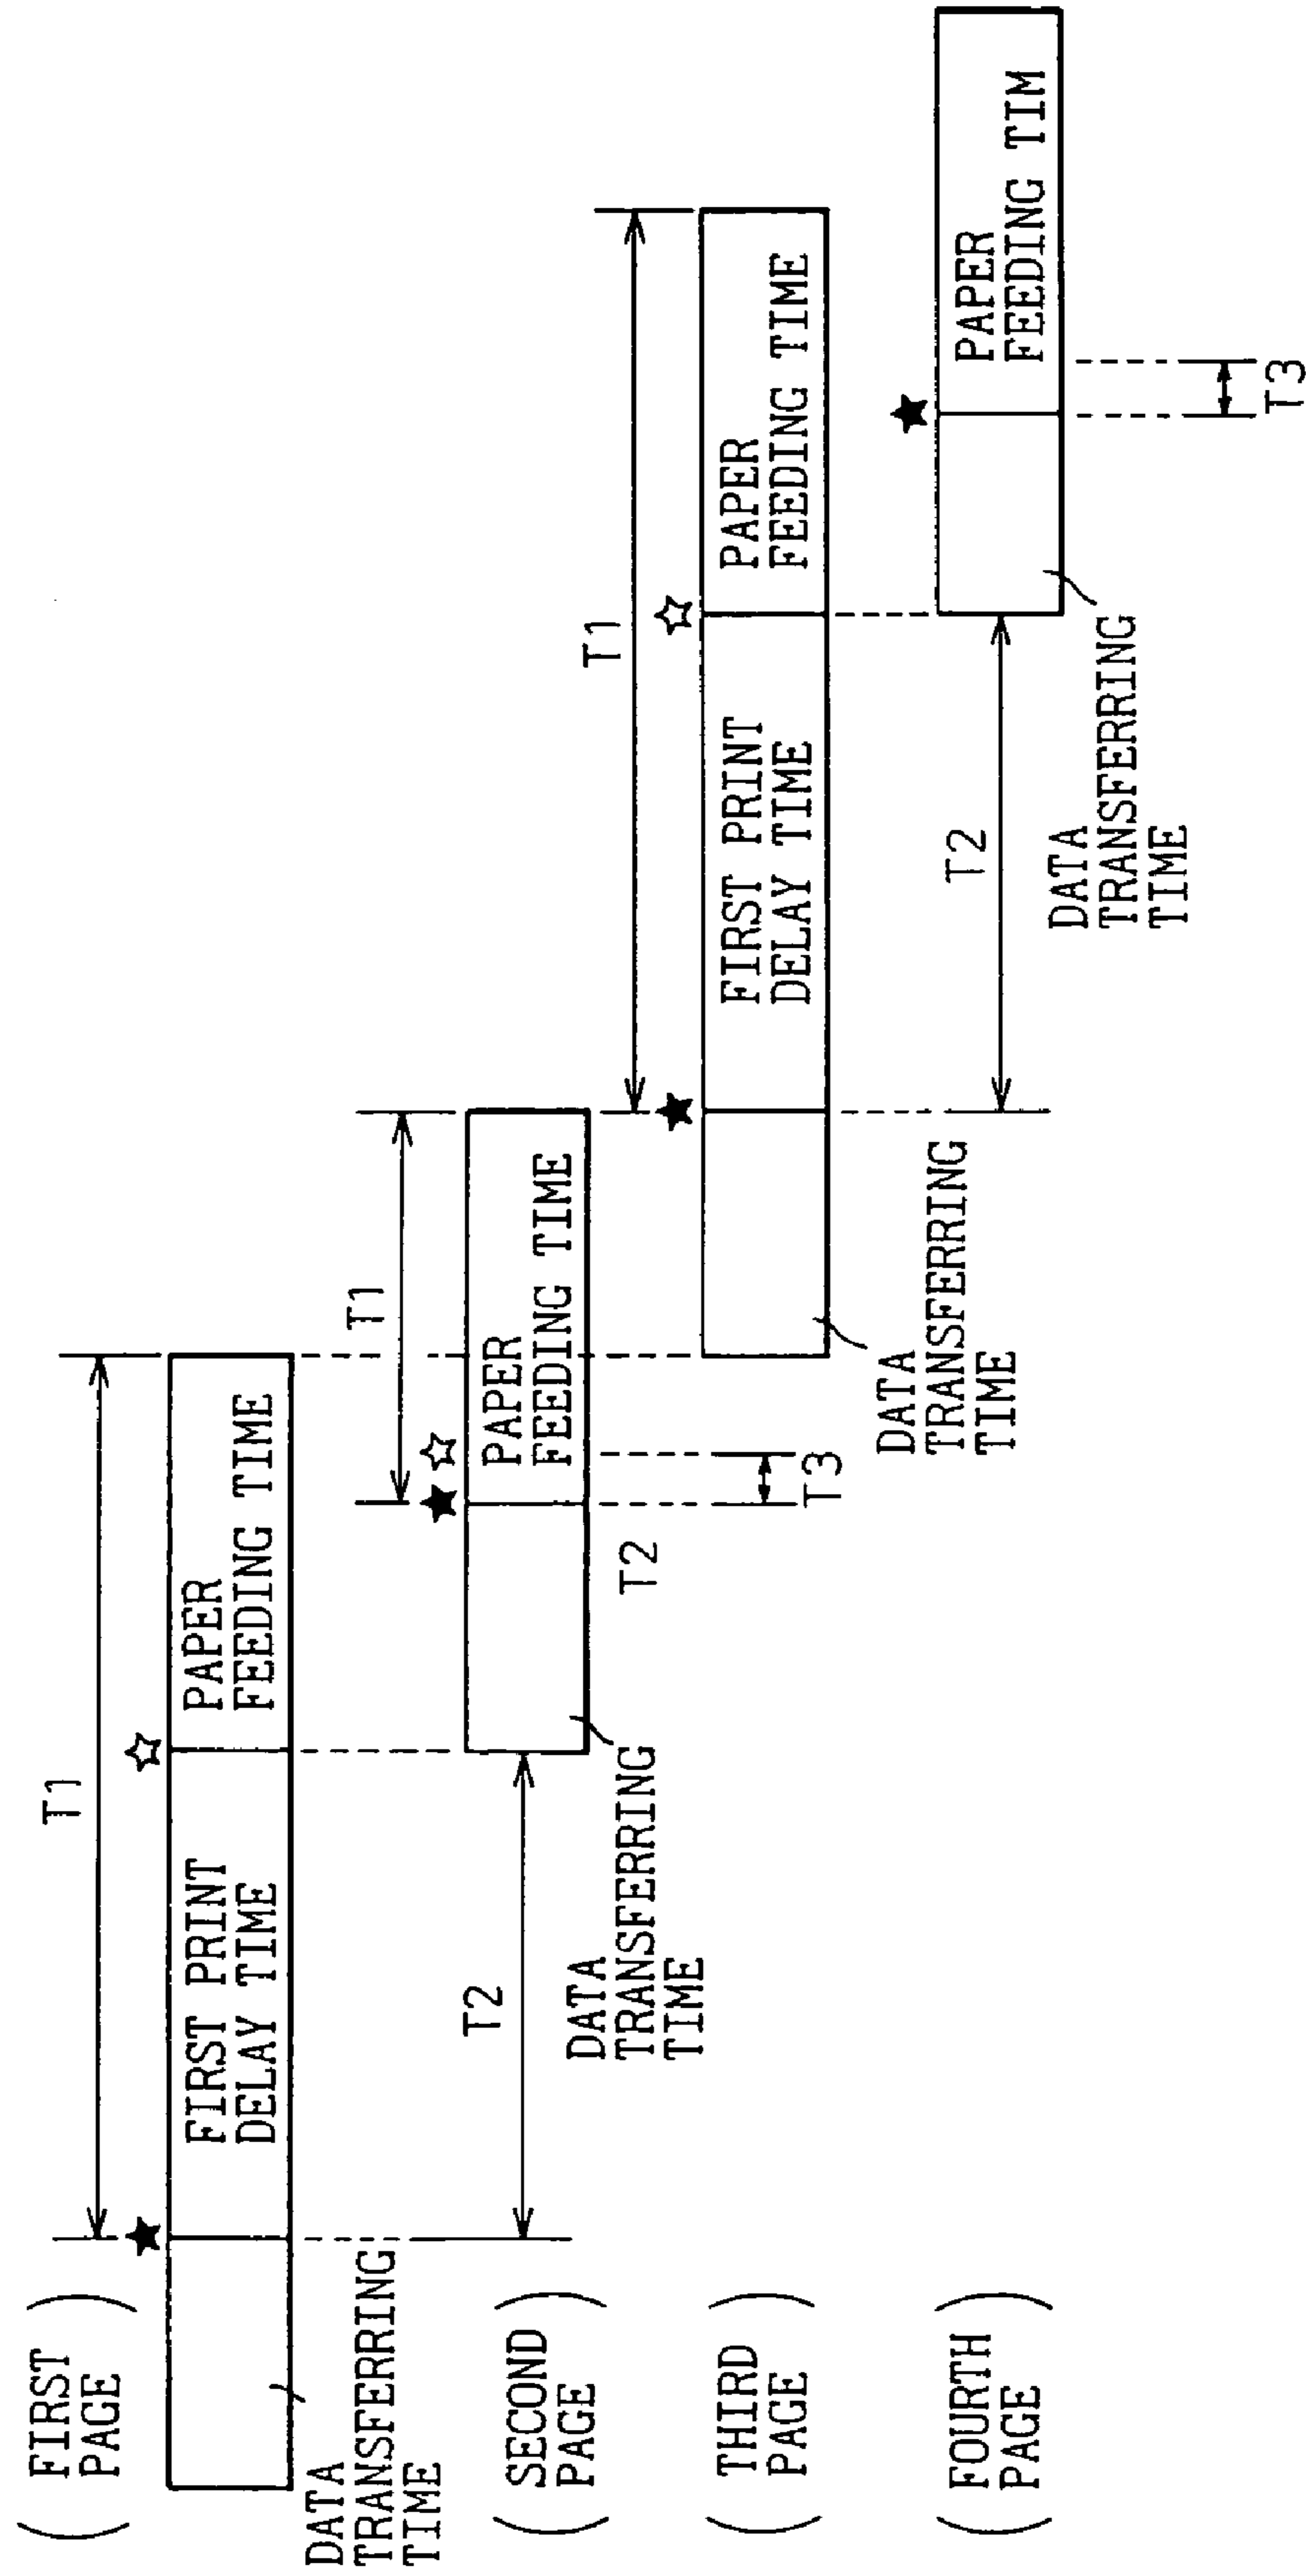 ( FIRST
PAGE )
T1
FIRST PRINT
DELAY TIME
PAPER
FEEDING TIME
DATA
TRANSFERRING
TIME
( SECOND
PAGE )
T2
T1
PAPER
FEEDING TIME
DATA
TRANSFERRING
TIME
T2
T3
( THIRD
PAGE )
T1
FIRST PRINT
DELAY TIME
PAPER
FEEDING TIME
DATA
TRANSFERRING
TIME
( FOURTH
PAGE )
T2
PAPER
FEEDING TIM
DATA
TRANSFERRING
TIME
T3